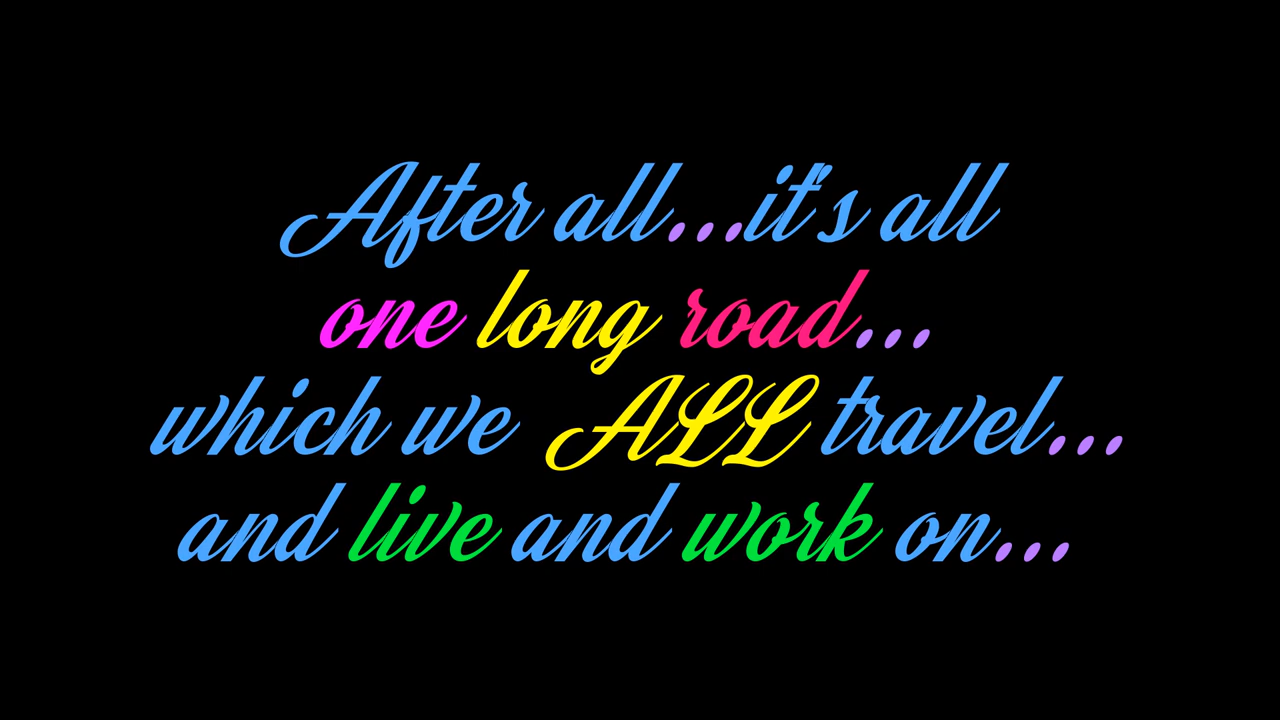 After all...it's all
one long road...
which we ALL travel...
and live and work on...